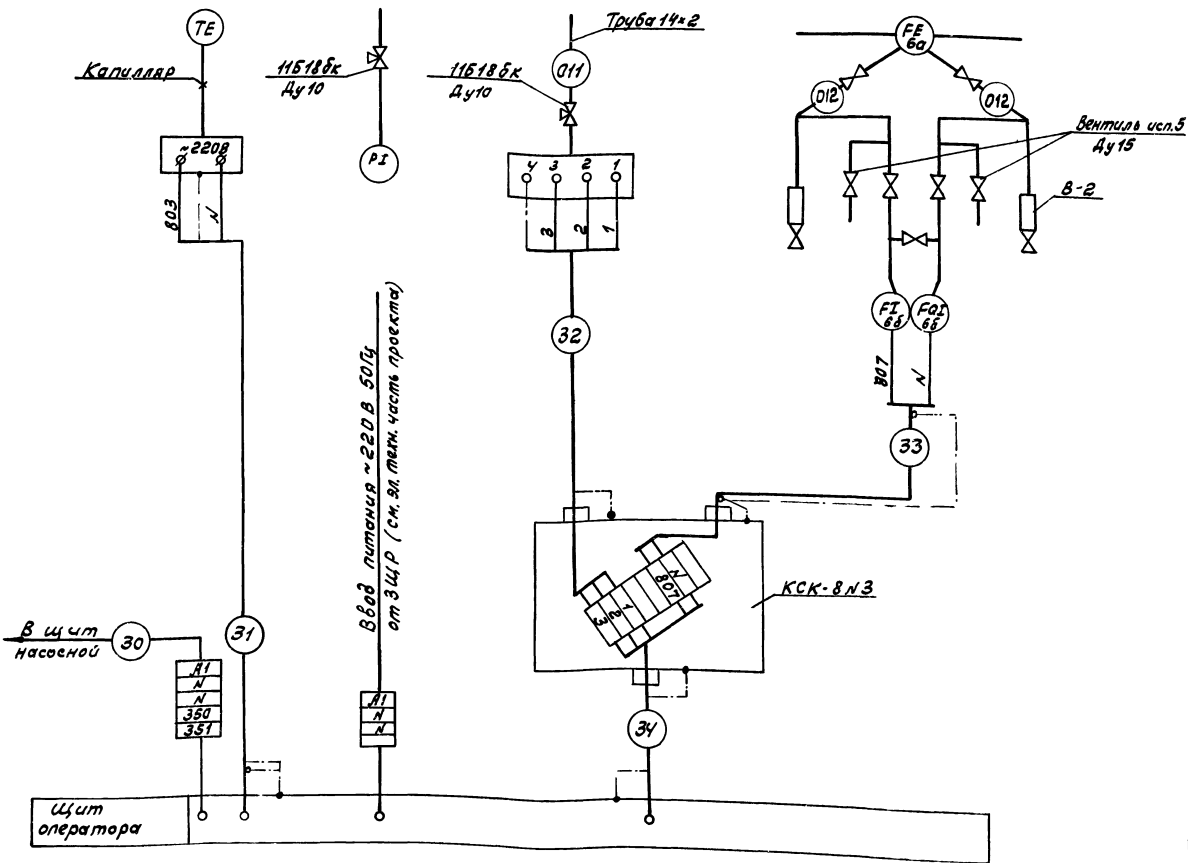 TE
Капилляр
~220В
803
N
11Б18бк
Ду10
PI
Труба 14×2
011
11Б18бк
Ду10
4 3 2 1
3 2 1
FE
6а
012
012
Вентиль исп.5
Ду15
В-2
FI
6б
FQI
6б
807
N
32
33
Ввод питания ~220В 50Гц
от 3ЩР (см. эл. техн. часть проекта)
N
807
1
2
3
КСК-8 N3
В щит
насосной
30
31
А1
N
N
350
351
А1
N
N
34
Щит
оператора